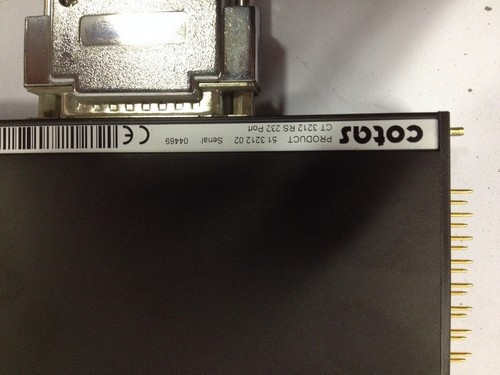 cotas
PRODUCT 51 3212 02 Serial 04469
CT 3212 RS 232 Port
CE